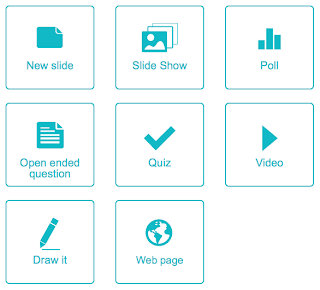 New slide
Slide Show
Poll
Open ended
question
Quiz
Video
Draw it
Web page